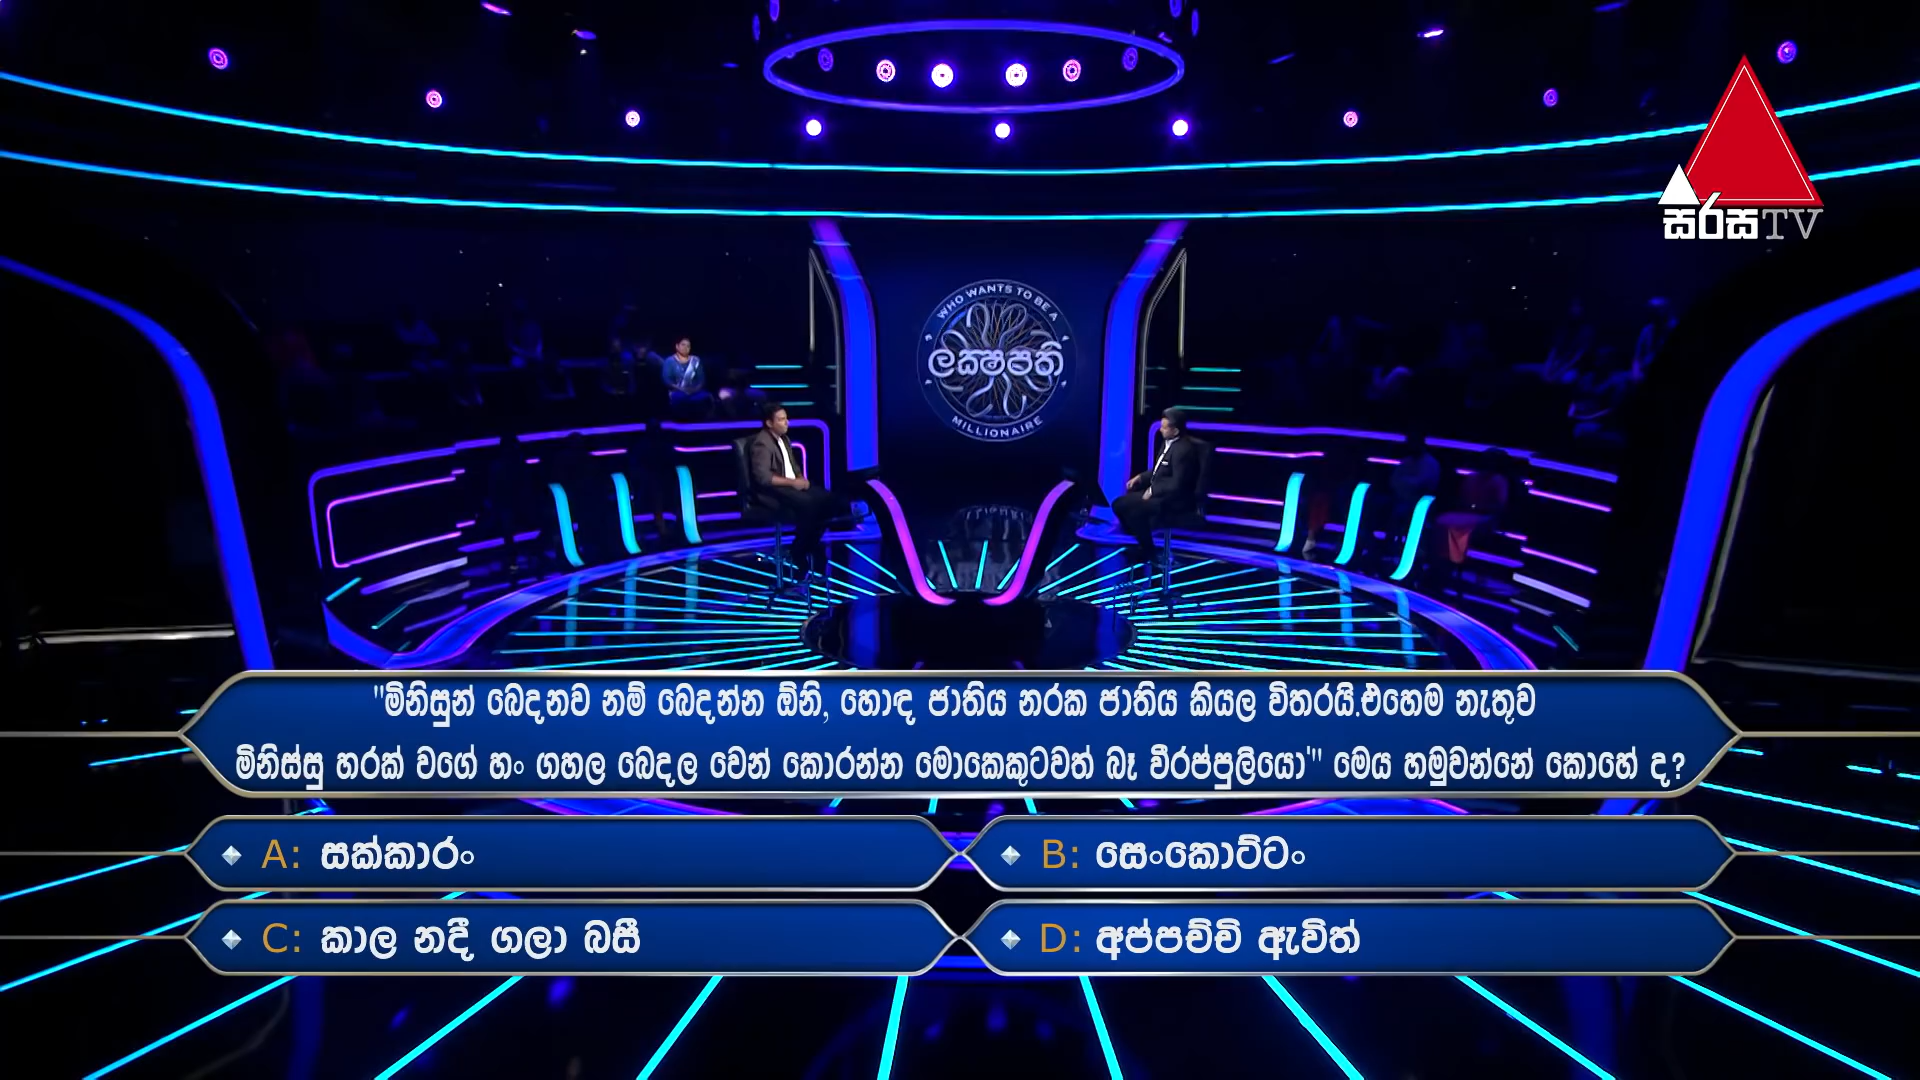 සිරස TV
WHO WANTS TO BE A
ලක්ෂපති
MILLIONAIRE
"මිනිසුන් බෙදනව නම් බෙදන්න ඕනි, හොඳ ජාතිය නරක ජාතිය කියල විතරයි.එහෙම නැතුව
මිනිස්සු හරක් වගේ හං ගහල බෙදල වෙන් කොරන්න මොකෙකුටවත් බෑ වීරප්පුලියෝ'" මෙය හමුවන්නේ කොහේ ද?
A: සක්කාරං
B: සෙංකොට්ටං
C: කාල නදී ගලා බසී
D: අප්පච්චි ඇවිත්